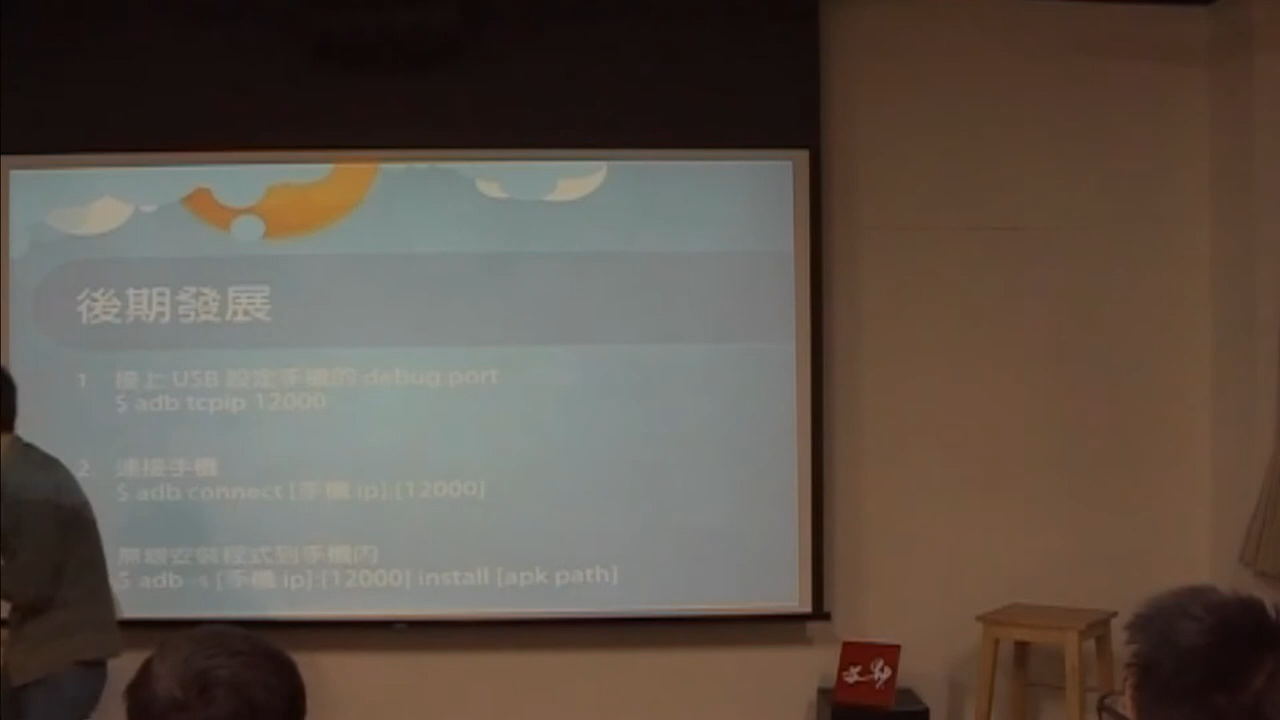 後期發展
1. 接上 USB 設定手機的 debug port
$ adb tcpip 12000
2. 連接手機
$ adb connect [手機 ip]:[12000]
無線安裝程式到手機內
$ adb -s [手機 ip]:[12000] install [apk path]